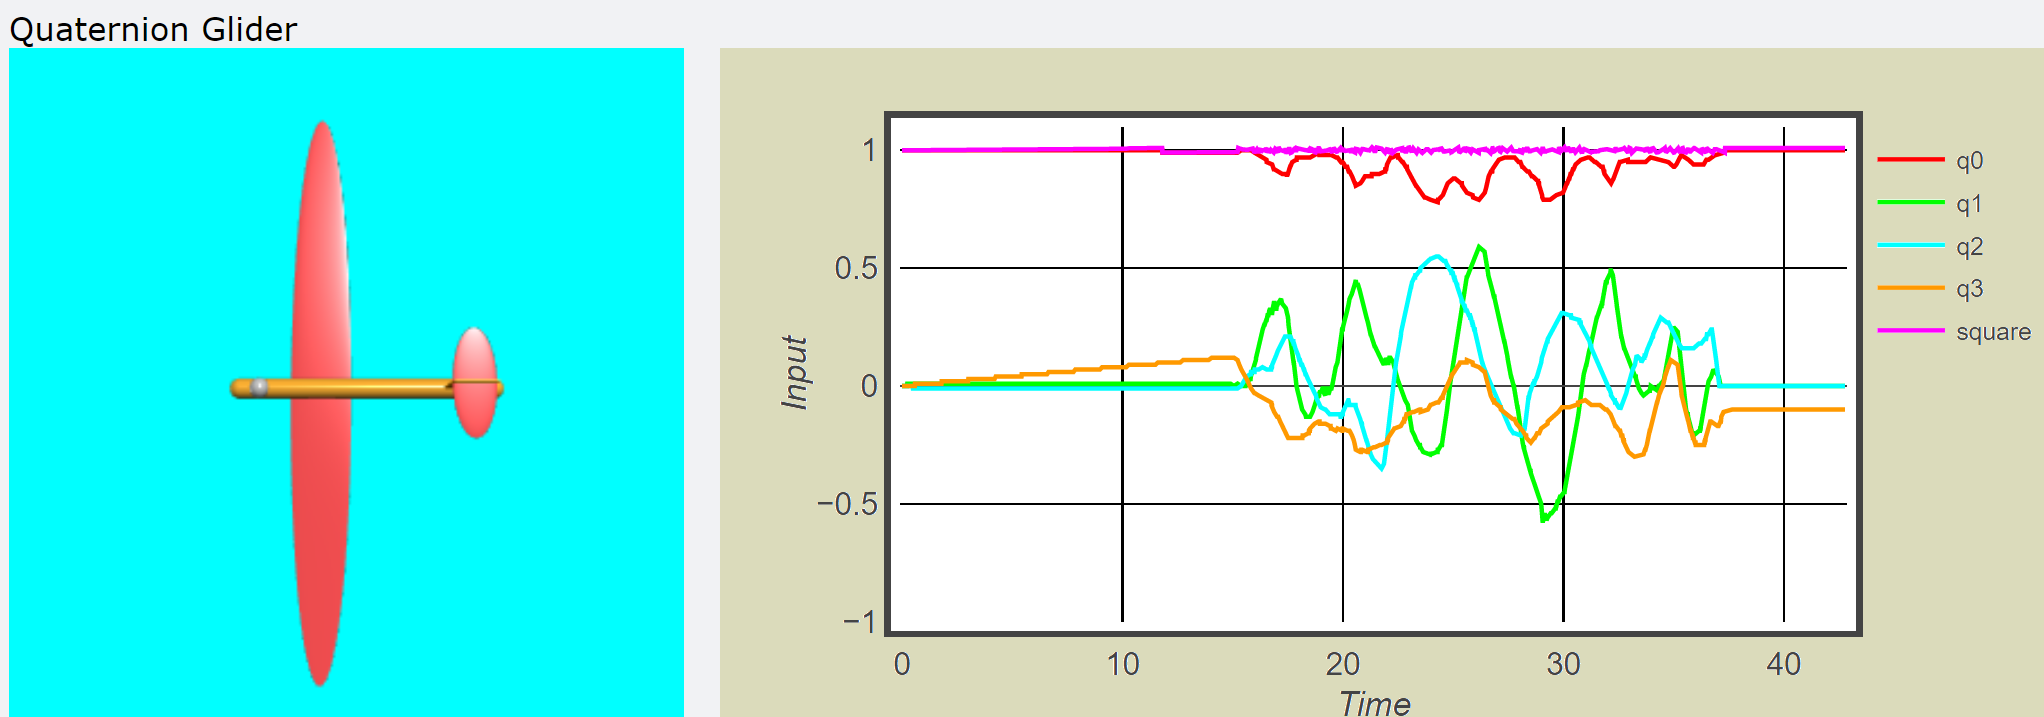 Quaternion Glider
1
0.5
0
−0.5
−1
Input
0 10 20 30 40
Time
q0
q1
q2
q3
square